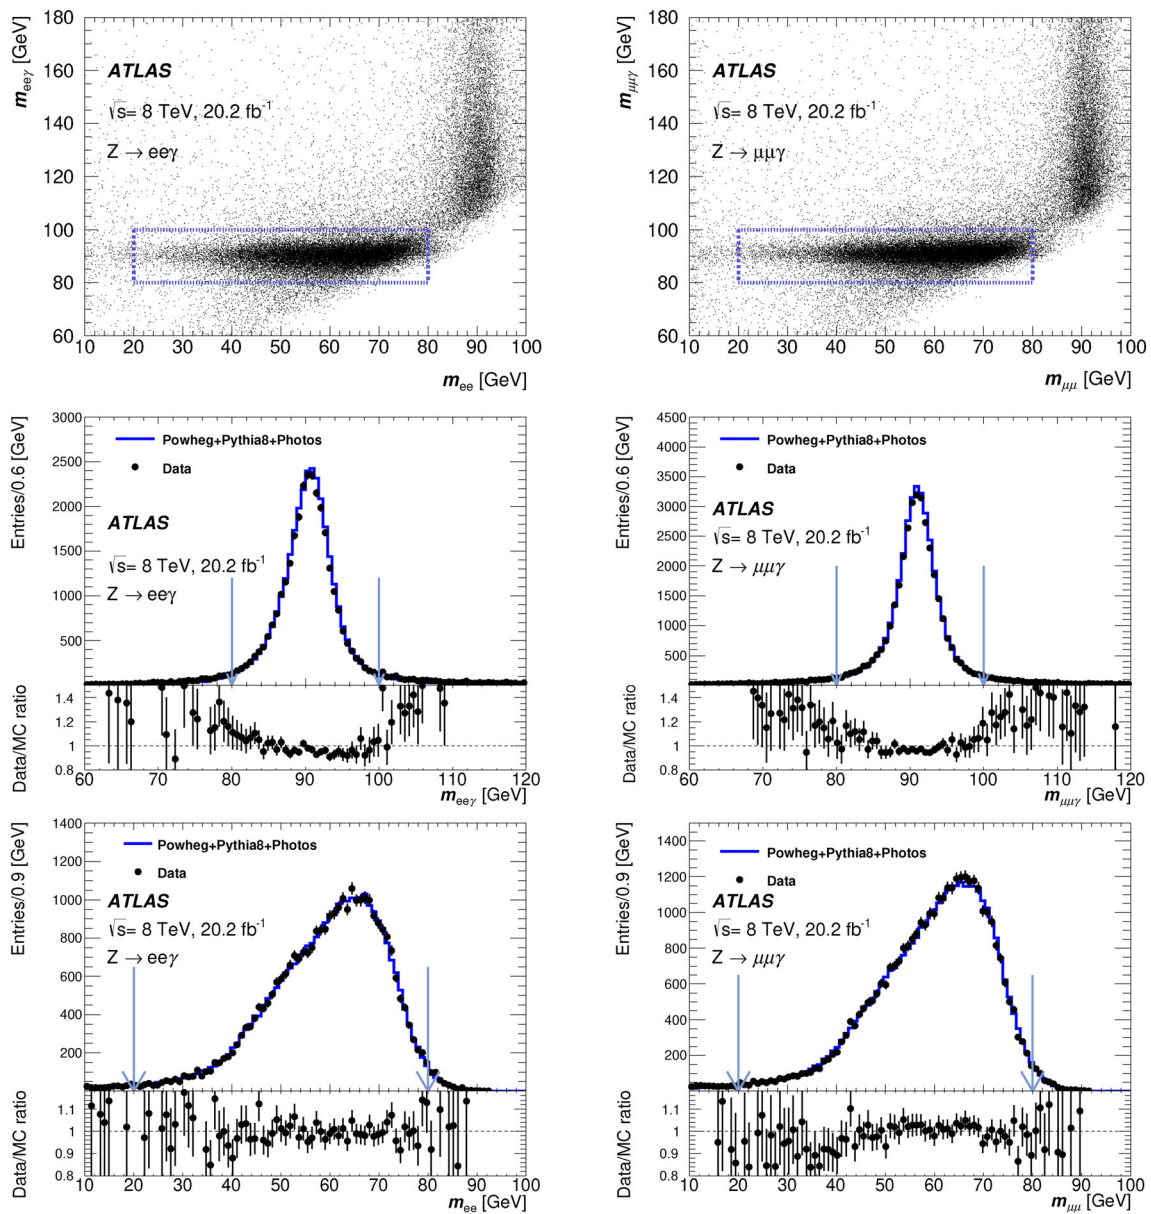 m_eeγ [GeV]
180
160
140
120
100
80
60
ATLAS
√s= 8 TeV, 20.2 fb⁻¹
Z → eeγ
10 20 30 40 50 60 70 80 90 100
m_ee [GeV]
m_μμγ [GeV]
180
160
140
120
100
80
60
ATLAS
√s= 8 TeV, 20.2 fb⁻¹
Z → μμγ
10 20 30 40 50 60 70 80 90 100
m_μμ [GeV]
Entries/0.6 [GeV]
3000
2500
2000
1500
1000
500
Powheg+Pythia8+Photos
Data
ATLAS
√s= 8 TeV, 20.2 fb⁻¹
Z → eeγ
Data/MC ratio
1.4
1.2
1
0.8
60 70 80 90 100 110 120
m_eeγ [GeV]
Entries/0.6 [GeV]
4500
4000
3500
3000
2500
2000
1500
1000
500
Powheg+Pythia8+Photos
Data
ATLAS
√s= 8 TeV, 20.2 fb⁻¹
Z → μμγ
Data/MC ratio
1.4
1.2
1
0.8
60 70 80 90 100 110 120
m_μμγ [GeV]
Entries/0.9 [GeV]
1400
1200
1000
800
600
400
200
Powheg+Pythia8+Photos
Data
ATLAS
√s= 8 TeV, 20.2 fb⁻¹
Z → eeγ
Data/MC ratio
1.1
1
0.9
0.8
10 20 30 40 50 60 70 80 90 100
m_ee [GeV]
Entries/0.9 [GeV]
1400
1200
1000
800
600
400
200
Powheg+Pythia8+Photos
Data
ATLAS
√s= 8 TeV, 20.2 fb⁻¹
Z → μμγ
Data/MC ratio
1.1
1
0.9
0.8
10 20 30 40 50 60 70 80 90 100
m_μμ [GeV]